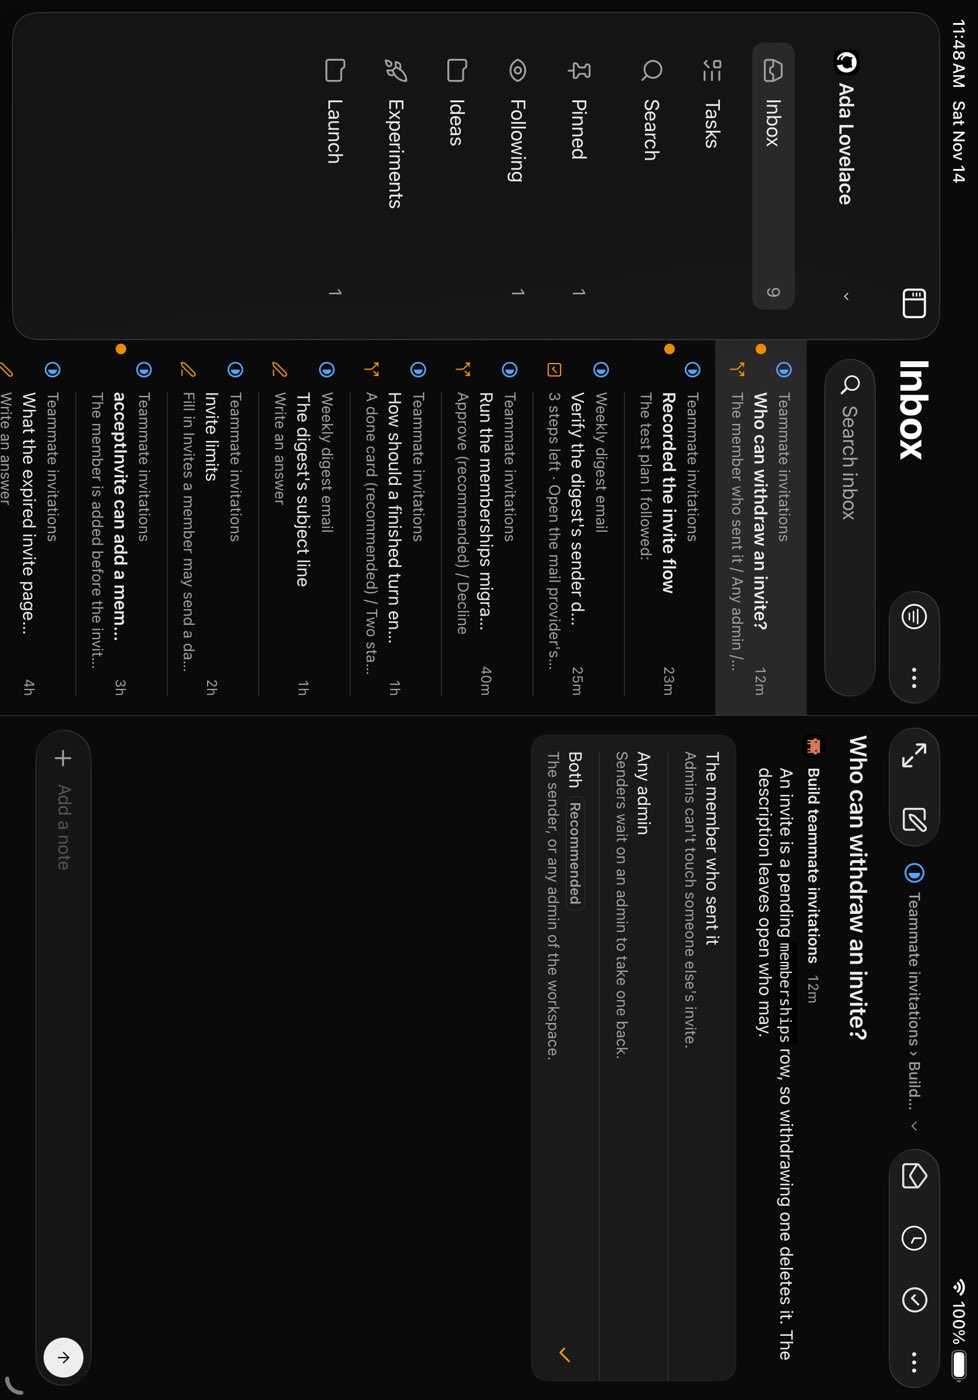 11:48 AM Sat Nov 14
100%
Ada Lovelace
Inbox 9
Tasks
Search
Pinned 1
Following 1
Ideas
Experiments
Launch 1
Inbox
Search inbox
Teammate invitations
Who can withdraw an invite? 12m
The member who sent it / Any admin /...
Teammate invitations
Recorded the invite flow 23m
The test plan I followed:
Weekly digest email
Verify the digest's sender d... 25m
3 steps left · Open the mail provider's...
Teammate invitations
Run the memberships migra... 40m
Approve (recommended) / Decline
Teammate invitations
How should a finished turn en... 1h
A done card (recommended) / Two sta...
Weekly digest email
The digest's subject line 1h
Write an answer
Teammate invitations
Invite limits 2h
Fill in Invites a member may send a da...
Teammate invitations
acceptInvite can add a mem... 3h
The member is added before the invit...
Teammate invitations
What the expired invite page... 4h
Write an answer
Teammate invitations › Build...
Who can withdraw an invite?
Build teammate invitations 12m
An invite is a pending memberships row, so withdrawing one deletes it. The
description leaves open who may.
The member who sent it
Admins can't touch someone else's invite.
Any admin
Senders wait on an admin to take one back.
Both Recommended
The sender, or any admin of the workspace.
Add a note